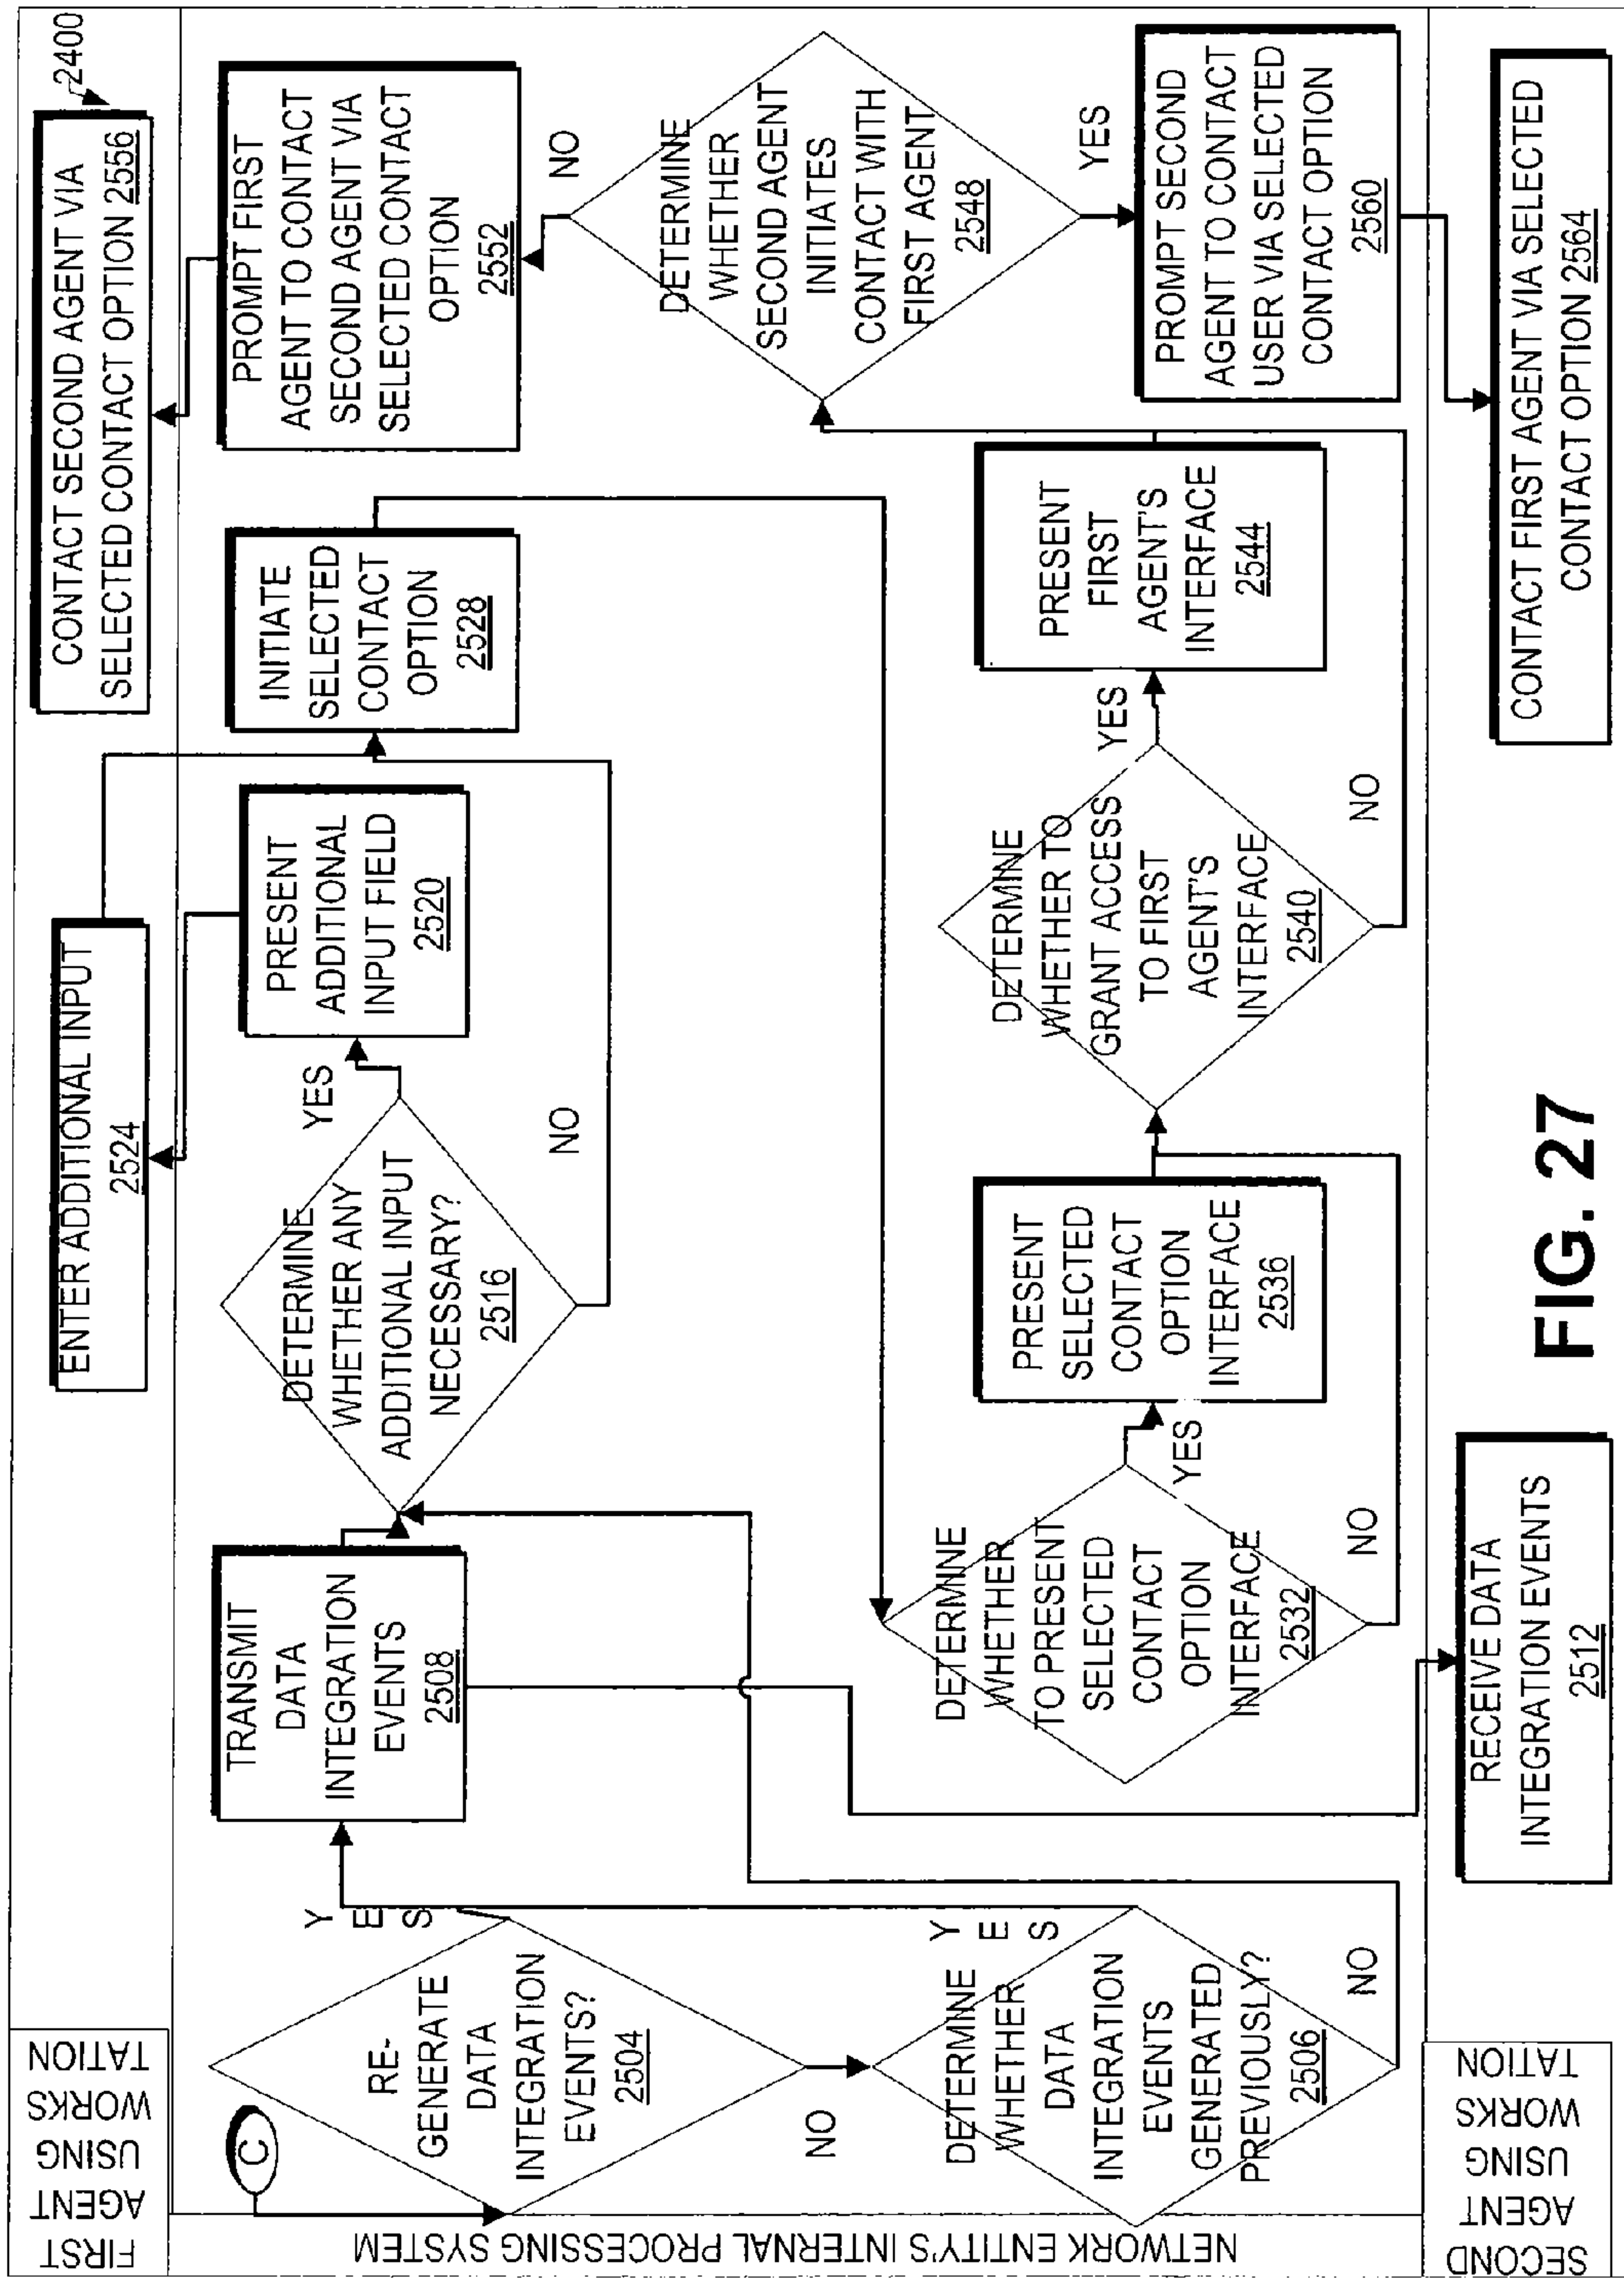 FIRST
AGENT
USING
WORKS
TATION
NETWORK ENTITY'S INTERNAL PROCESSING SYSTEM
SECOND
AGENT
USING
WORKS
TATION
2400
C
RE-
GENERATE
DATA
INTEGRATION
EVENTS?
2504
Y
E
S
NO
DETERMINE
WHETHER
DATA
INTEGRATION
EVENTS
GENERATED
PREVIOUSLY?
2506
Y
E
S
NO
TRANSMIT
DATA
INTEGRATION
EVENTS
2508
RECEIVE DATA
INTEGRATION EVENTS
2512
DETERMINE
WHETHER ANY
ADDITIONAL INPUT
NECESSARY?
2516
YES
NO
PRESENT
ADDITIONAL
INPUT FIELD
2520
ENTER ADDITIONAL INPUT
2524
INITIATE
SELECTED
CONTACT
OPTION
2528
DETERMINE
WHETHER
TO PRESENT
SELECTED
CONTACT
OPTION
INTERFACE
2532
YES
NO
PRESENT
SELECTED
CONTACT
OPTION
INTERFACE
2536
DETERMINE
WHETHER TO
GRANT ACCESS
TO FIRST
AGENT'S
INTERFACE
2540
YES
NO
PRESENT
FIRST
AGENT'S
INTERFACE
2544
DETERMINE
WHETHER
SECOND AGENT
INITIATES
CONTACT WITH
FIRST AGENT
2548
NO
YES
PROMPT FIRST
AGENT TO CONTACT
SECOND AGENT VIA
SELECTED CONTACT
OPTION
2552
CONTACT SECOND AGENT VIA
SELECTED CONTACT OPTION 2556
PROMPT SECOND
AGENT TO CONTACT
USER VIA SELECTED
CONTACT OPTION
2560
CONTACT FIRST AGENT VIA SELECTED
CONTACT OPTION 2564
FIG. 27